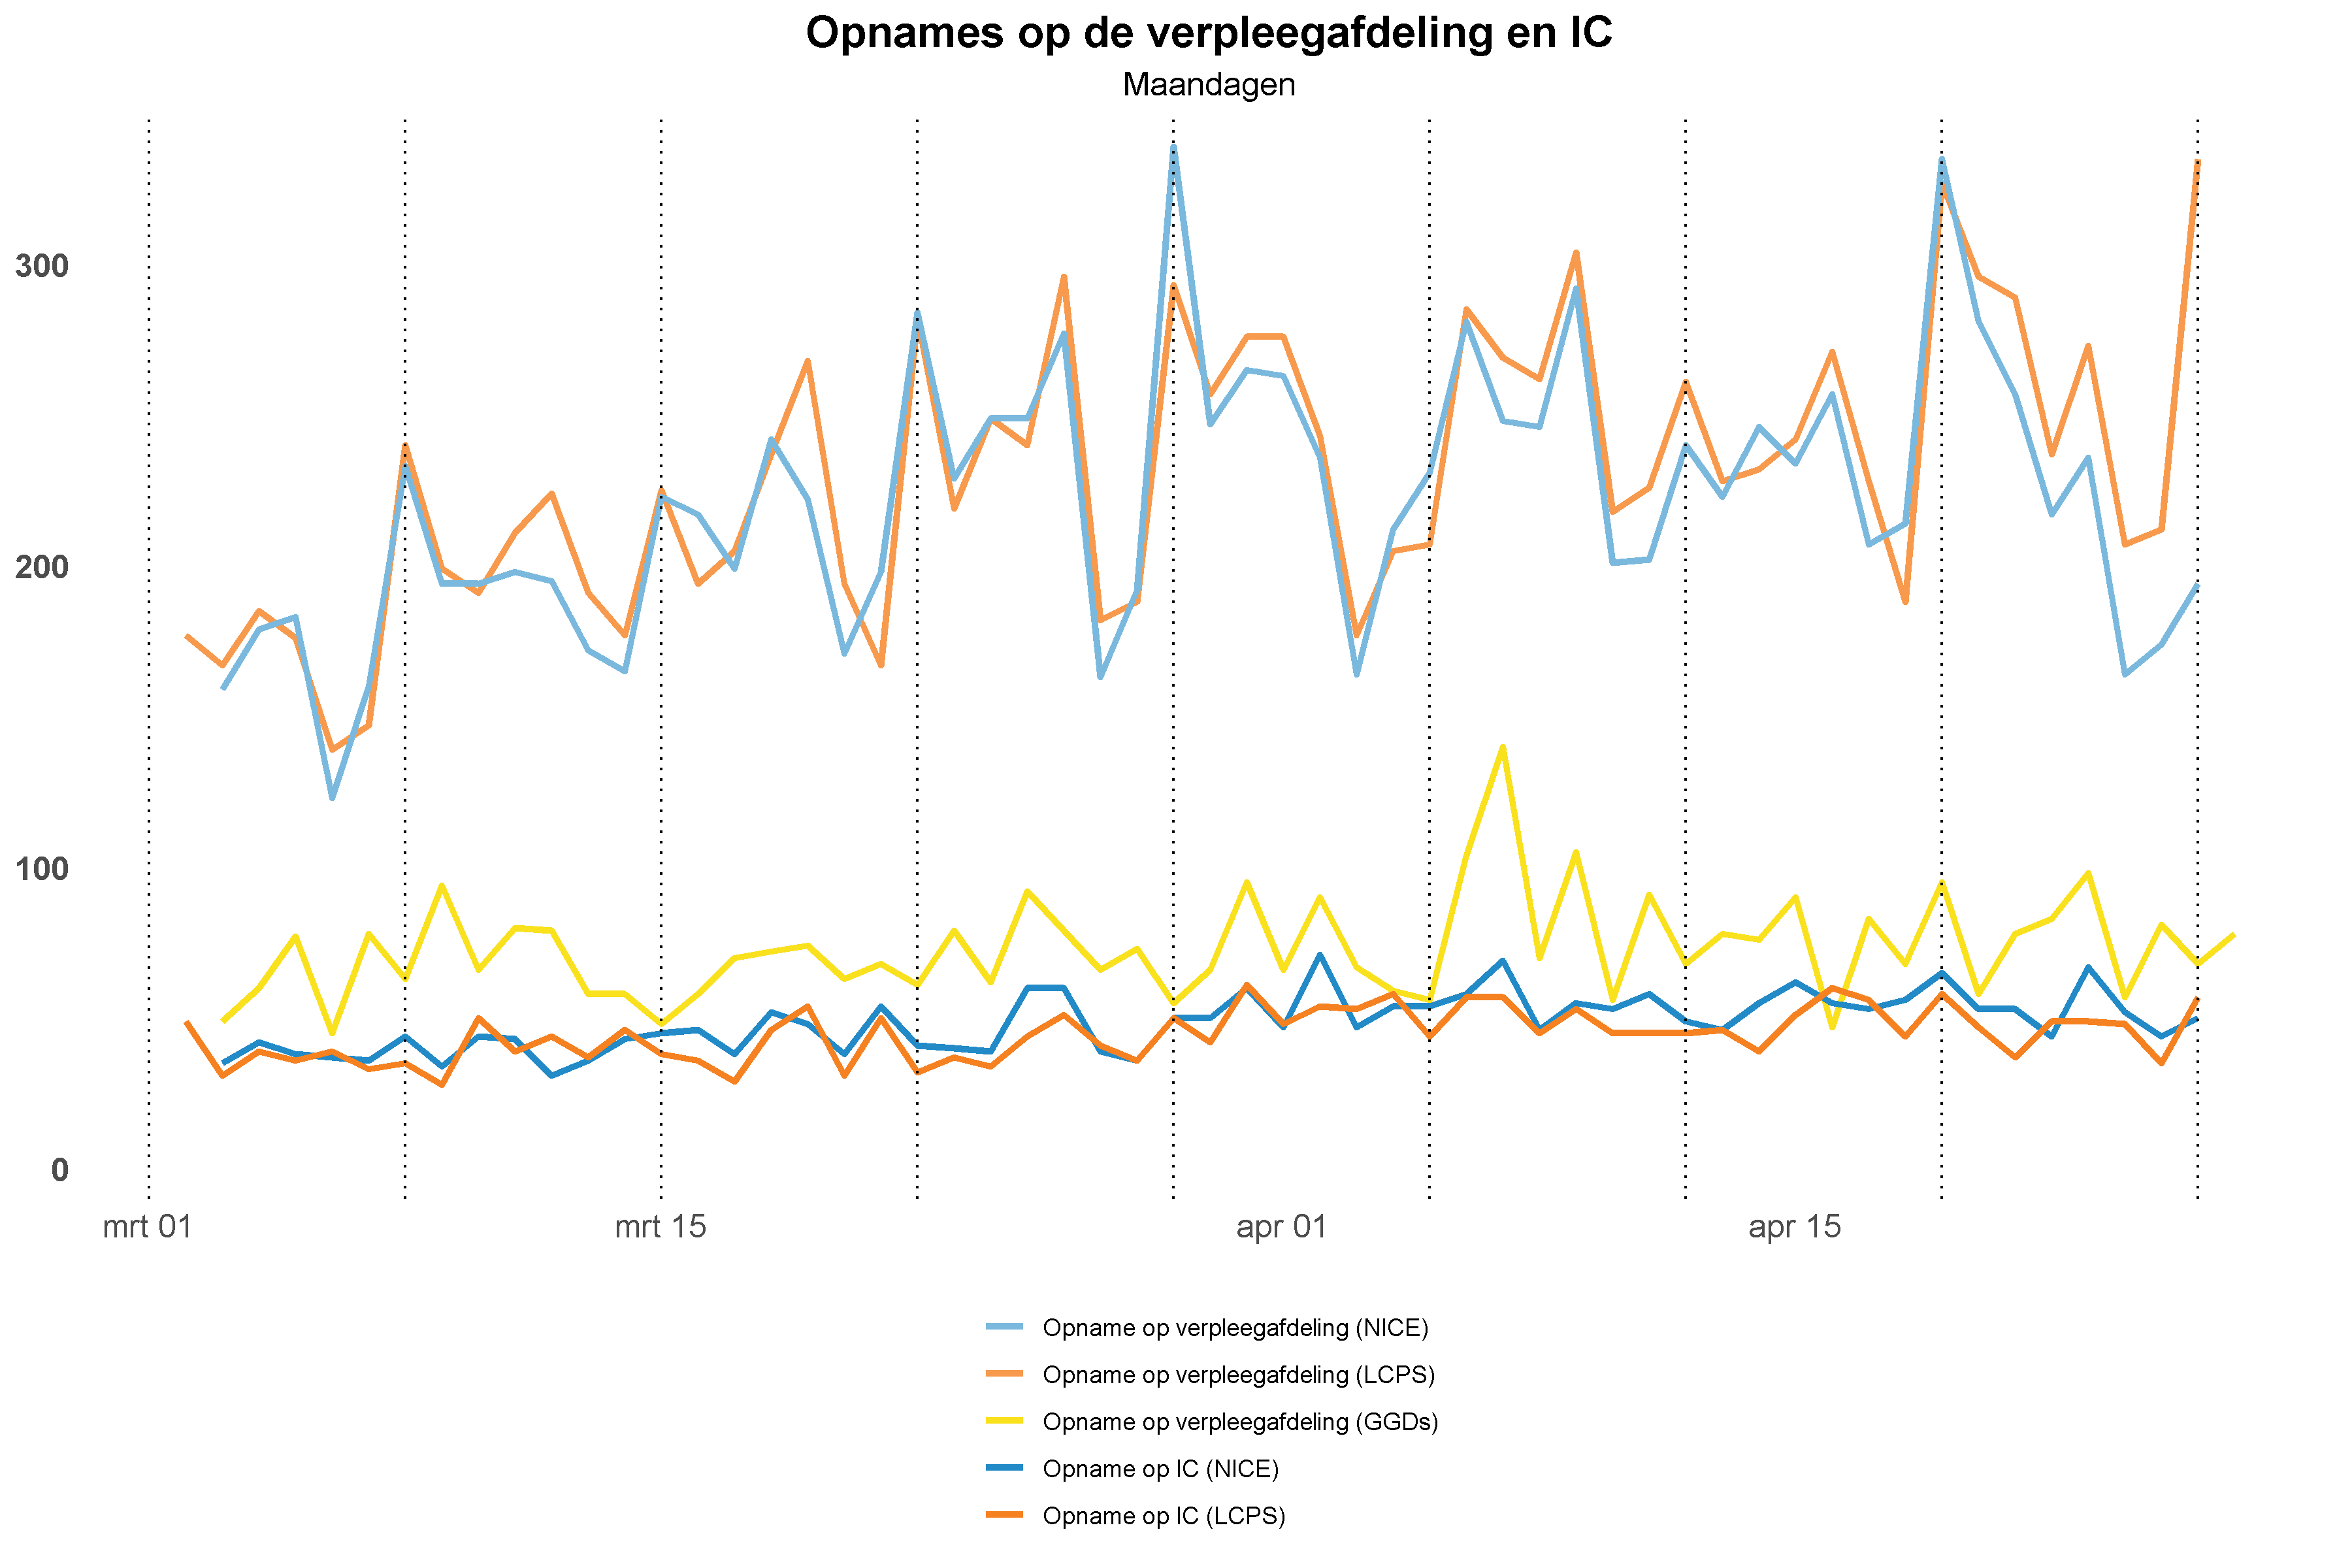 Opnames op de verpleegafdeling en IC
Maandagen
300
200
100
0
mrt 01 mrt 15 apr 01 apr 15
Opname op verpleegafdeling (NICE)
Opname op verpleegafdeling (LCPS)
Opname op verpleegafdeling (GGDs)
Opname op IC (NICE)
Opname op IC (LCPS)